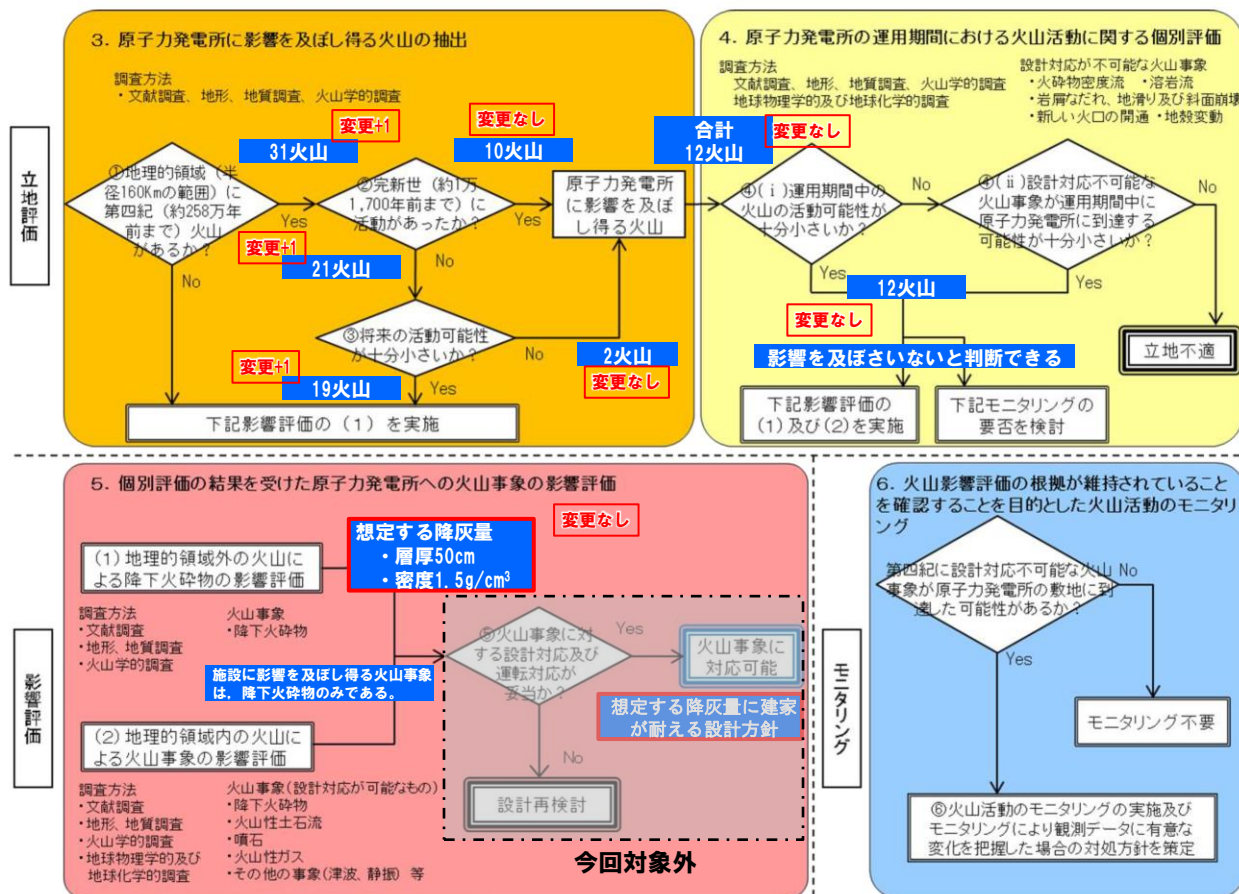 3．原子力発電所に影響を及ぼし得る火山の抽出
調査方法
・文献調査、地形、地質調査、火山学的調査
立地評価
変更+1
変更なし
31火山
10火山
①地理的領域（半
径160Kmの範囲）に
第四紀（約258万年
前まで）火山
があるか？
Yes
No
②完新世（約1万
1,700年前まで）に
活動があったか？
Yes
No
原子力発電所
に影響を及ぼ
し得る火山
変更+1
21火山
③将来の活動可能性
が十分小さいか？
No
Yes
2火山
変更なし
変更+1
19火山
下記影響評価の（1）を実施
4．原子力発電所の運用期間における火山活動に関する個別評価
調査方法
文献調査、地形、地質調査、火山学的調査
地球物理学的及び地球化学的調査
設計対応が不可能な火山事象
・火砕物密度流　・溶岩流
・岩屑なだれ、地滑り及び斜面崩壊
・新しい火口の開通　・地殻変動
合計
12火山
変更なし
④(ⅰ)運用期間中の
火山の活動可能性が
十分小さいか？
No
Yes
④(ⅱ)設計対応不可能な
火山事象が運用期間中に
原子力発電所に到達する
可能性が十分小さいか？
No
Yes
12火山
変更なし
影響を及ぼさいないと判断できる
立地不適
下記影響評価の
(1)及び(2)を実施
下記モニタリングの
要否を検討
5．個別評価の結果を受けた原子力発電所への火山事象の影響評価
影響評価
変更なし
(1)地理的領域外の火山に
よる降下火砕物の影響評価
想定する降灰量
・層厚50cm
・密度1.5g/cm³
調査方法
・文献調査
・地形、地質調査
・火山学的調査
火山事象
・降下火砕物
施設に影響を及ぼし得る火山事象
は，降下火砕物のみである。
⑤火山事象に対
する設計対応及び
運転対応が
妥当か？
Yes
No
火山事象に
対応可能
想定する降灰量に建家
が耐える設計方針
設計再検討
今回対象外
(2)地理的領域内の火山に
よる火山事象の影響評価
調査方法
・文献調査
・地形、地質調査
・火山学的調査
・地球物理学的及び
地球化学的調査
火山事象(設計対応が可能なもの)
・降下火砕物
・火山性土石流
・噴石
・火山性ガス
・その他の事象(津波、静振) 等
モニタリング
6．火山影響評価の根拠が維持されていること
を確認することを目的とした火山活動のモニタリ
ング
第四紀に設計対応不可能な火山
事象が原子力発電所の敷地に到
達した可能性があるか？
No
Yes
モニタリング不要
⑥火山活動のモニタリングの実施及び
モニタリングにより観測データに有意な
変化を把握した場合の対処方針を策定